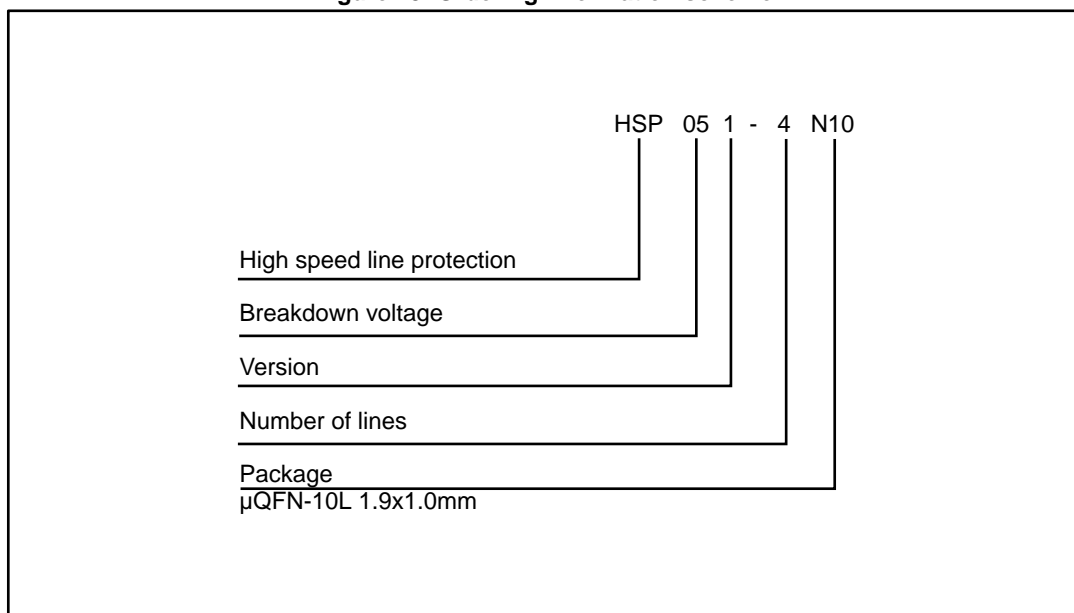 HSP 05 1 - 4 N10
High speed line protection
Breakdown voltage
Version
Number of lines
Package
µQFN-10L 1.9x1.0mm